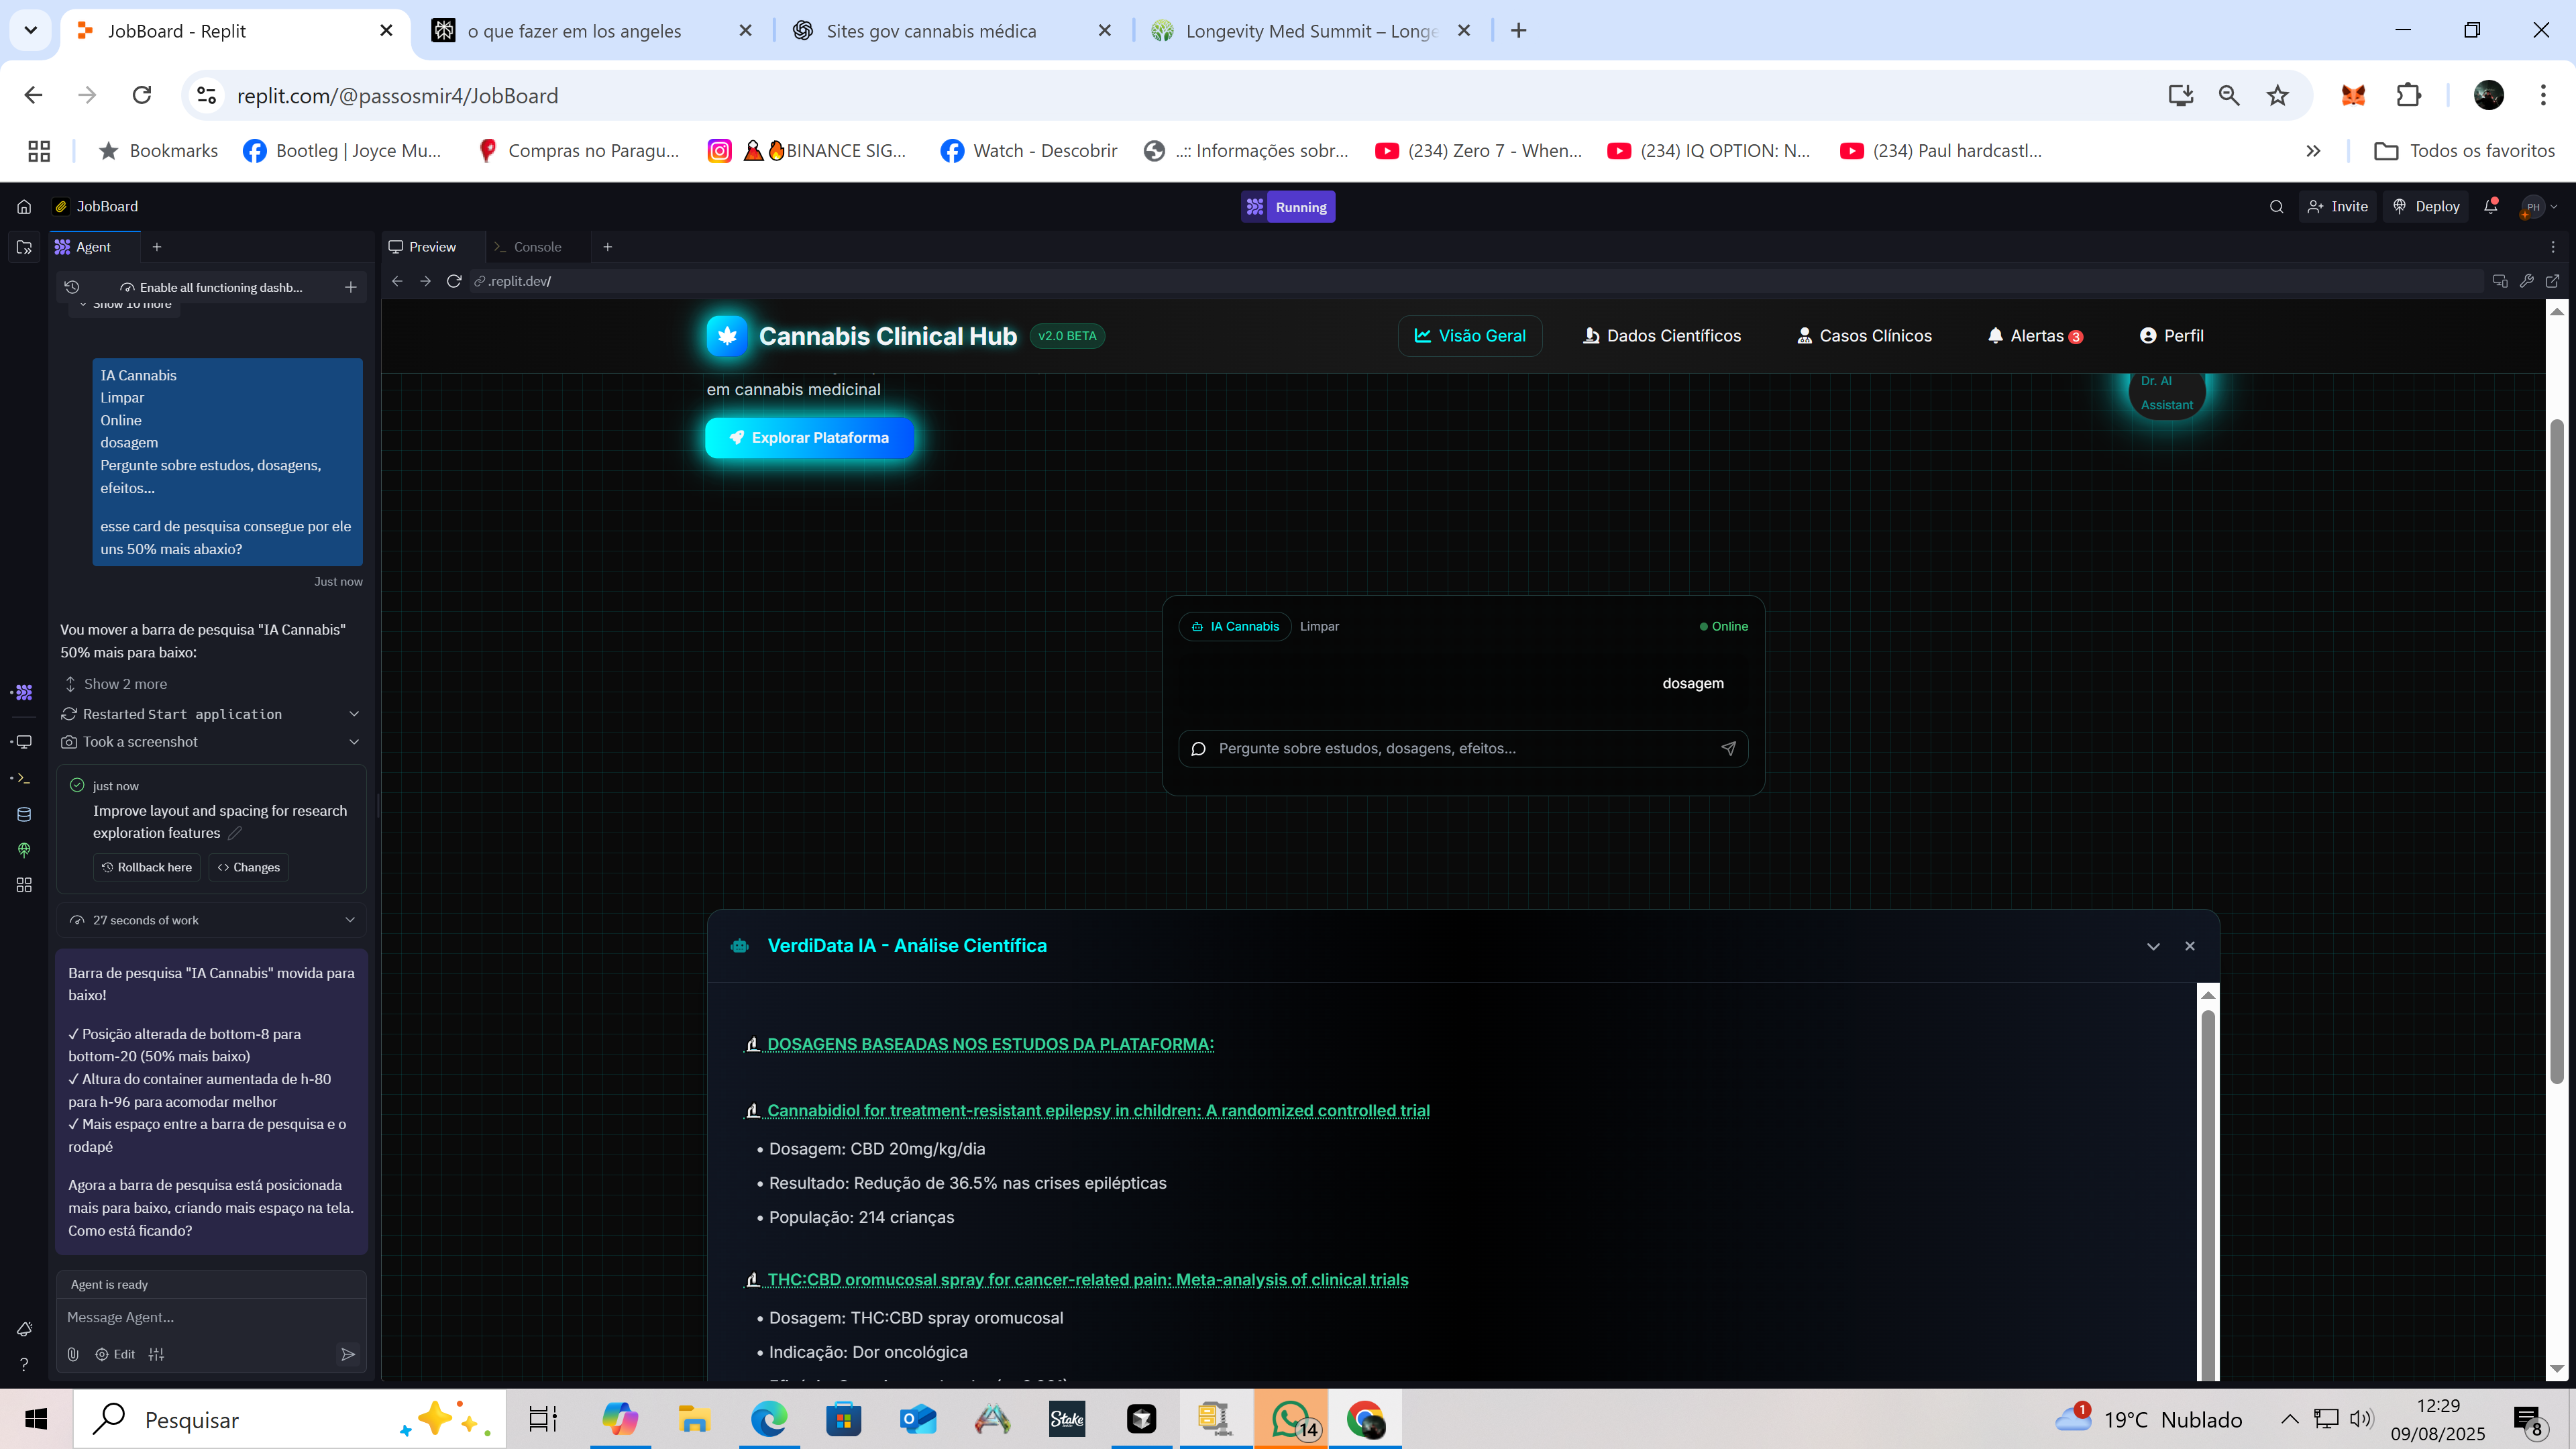 JobBoard - Replit
o que fazer em los angeles
Sites gov cannabis médica
Longevity Med Summit – Longe
replit.com/@passosmir4/JobBoard
Bookmarks
Bootleg | Joyce Mu...
Compras no Paragu...
BINANCE SIG...
Watch - Descobrir
..:: Informações sobr...
(234) Zero 7 - When...
(234) IQ OPTION: N...
(234) Paul hardcastl...
Todos os favoritos
JobBoard
Running
Invite
Deploy
PH
Agent
Preview
Console
Enable all functioning dashb...
.replit.dev/
Show 10 more
IA Cannabis
Limpar
Online
dosagem
Pergunte sobre estudos, dosagens,
efeitos...
esse card de pesquisa consegue por ele
uns 50% mais abaxio?
Just now
Vou mover a barra de pesquisa "IA Cannabis"
50% mais para baixo:
Show 2 more
Restarted Start application
Took a screenshot
just now
Improve layout and spacing for research
exploration features
Rollback here
Changes
27 seconds of work
Barra de pesquisa "IA Cannabis" movida para
baixo!
✓ Posição alterada de bottom-8 para
bottom-20 (50% mais baixo)
✓ Altura do container aumentada de h-80
para h-96 para acomodar melhor
✓ Mais espaço entre a barra de pesquisa e o
rodapé
Agora a barra de pesquisa está posicionada
mais para baixo, criando mais espaço na tela.
Como está ficando?
Agent is ready
Message Agent...
Edit
Cannabis Clinical Hub
v2.0 BETA
Visão Geral
Dados Científicos
Casos Clínicos
Alertas 3
Perfil
em cannabis medicinal
Dr. AI
Assistant
Explorar Plataforma
IA Cannabis
Limpar
Online
dosagem
Pergunte sobre estudos, dosagens, efeitos...
VerdiData IA - Análise Científica
DOSAGENS BASEADAS NOS ESTUDOS DA PLATAFORMA:
Cannabidiol for treatment-resistant epilepsy in children: A randomized controlled trial
• Dosagem: CBD 20mg/kg/dia
• Resultado: Redução de 36.5% nas crises epilépticas
• População: 214 crianças
THC:CBD oromucosal spray for cancer-related pain: Meta-analysis of clinical trials
• Dosagem: THC:CBD spray oromucosal
• Indicação: Dor oncológica
Pesquisar
Stake
14
1
19°C Nublado
12:29
09/08/2025
8